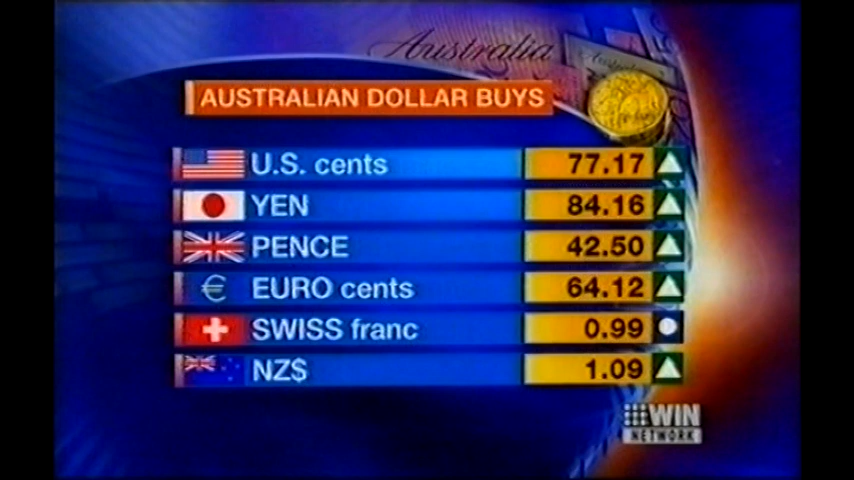 Australia
AUSTRALIAN DOLLAR BUYS
U.S. cents 77.17
YEN 84.16
PENCE 42.50
€ EURO cents 64.12
SWISS franc 0.99
NZ$ 1.09
WIN
NETWORK